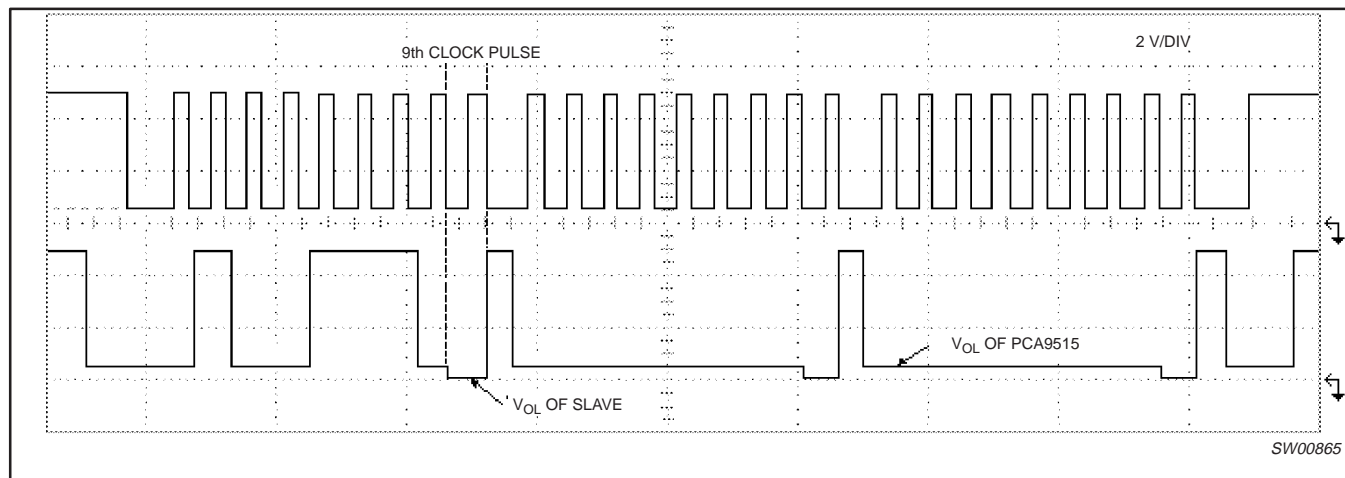 9th CLOCK PULSE
2 V/DIV
VOL OF PCA9515
VOL OF SLAVE
SW00865